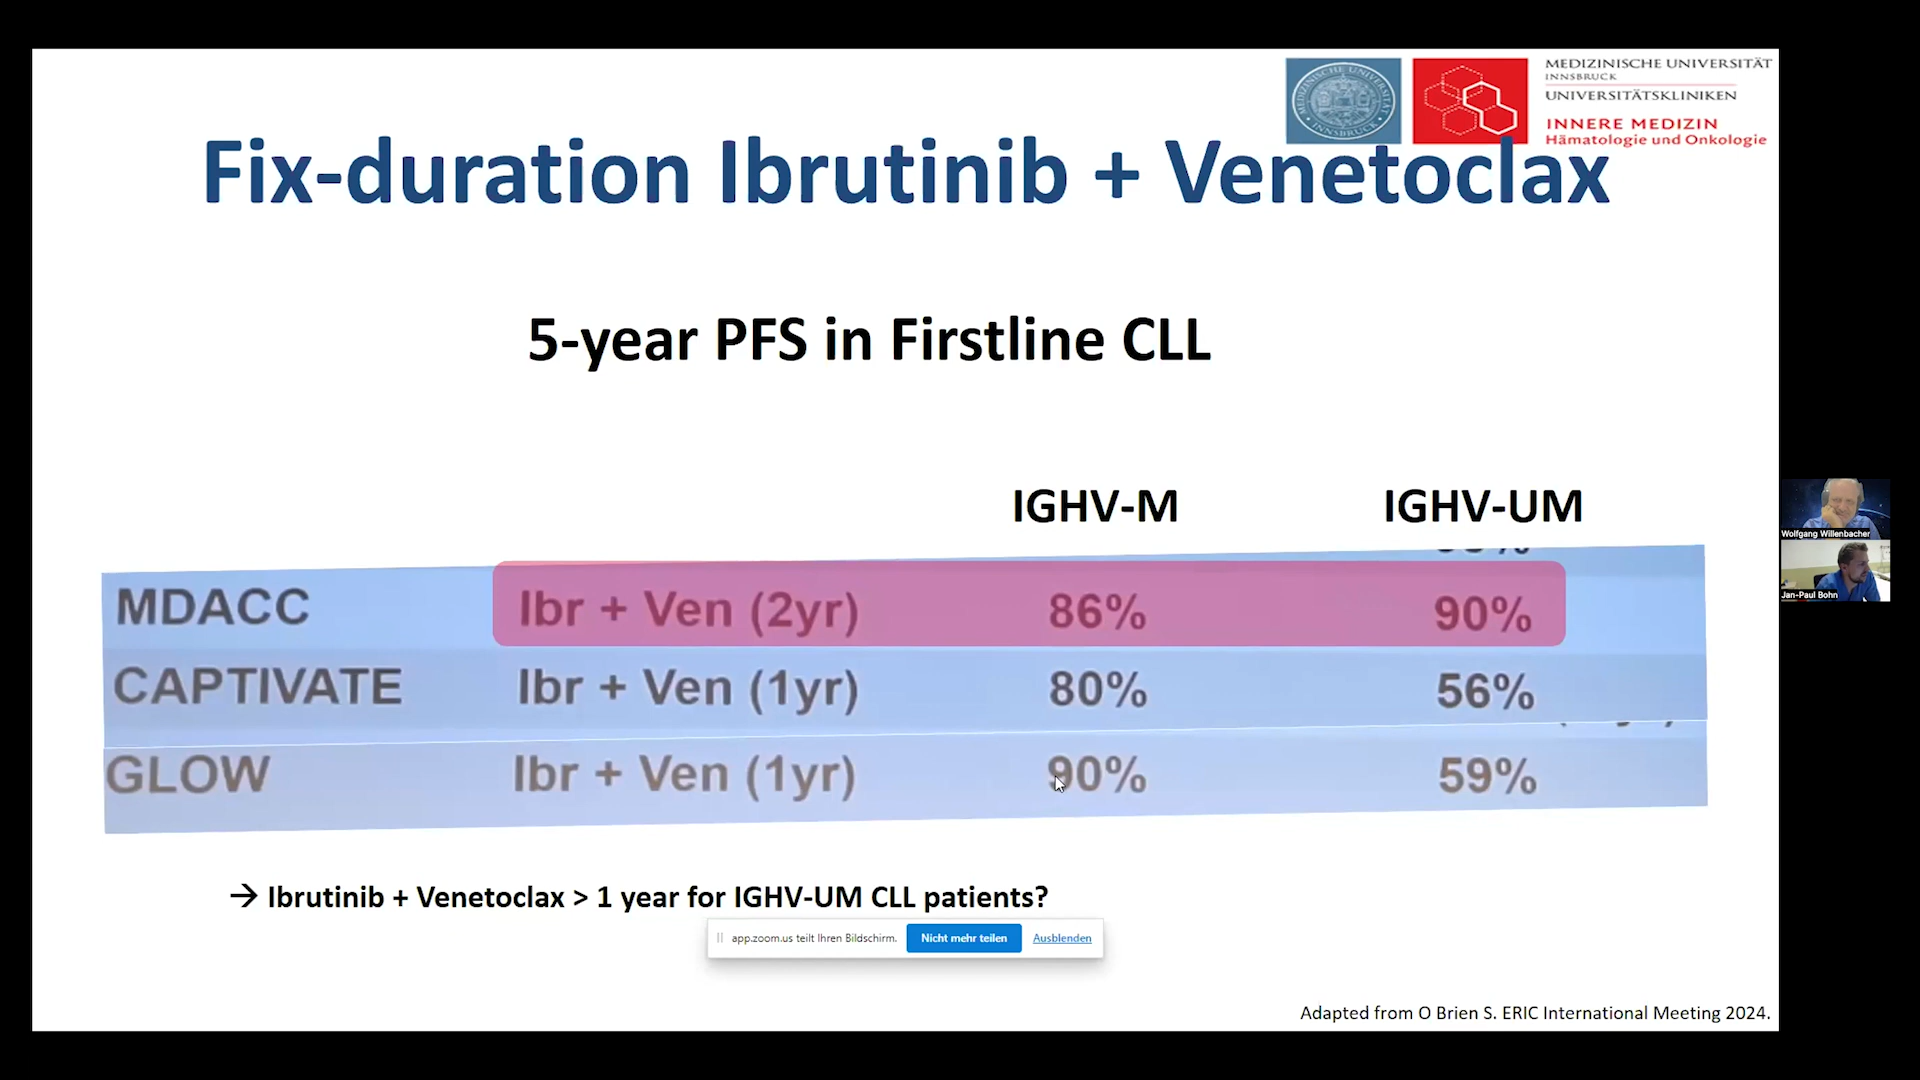 MEDIZINISCHE UNIVERSITÄT
INNSBRUCK
UNIVERSITÄTSKLINIKEN
INNERE MEDIZIN
Hämatologie und Onkologie
Fix-duration Ibrutinib + Venetoclax
5-year PFS in Firstline CLL
IGHV-M IGHV-UM
MDACC Ibr + Ven (2yr) 86% 90%
CAPTIVATE Ibr + Ven (1yr) 80% 56%
GLOW Ibr + Ven (1yr) 90% 59%
→ Ibrutinib + Venetoclax > 1 year for IGHV-UM CLL patients?
app.zoom.us teilt Ihren Bildschirm. Nicht mehr teilen Ausblenden
Adapted from O Brien S. ERIC International Meeting 2024.
Wolfgang Willenbacher
Jan-Paul Bohn